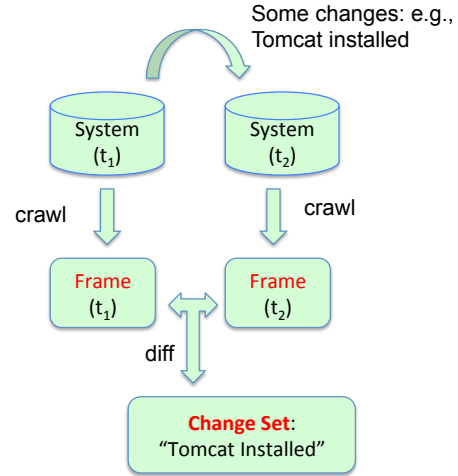 Some changes: e.g.,
Tomcat installed
System
(t₁)
System
(t₂)
crawl
crawl
Frame
(t₁)
Frame
(t₂)
diff
Change Set:
“Tomcat Installed”